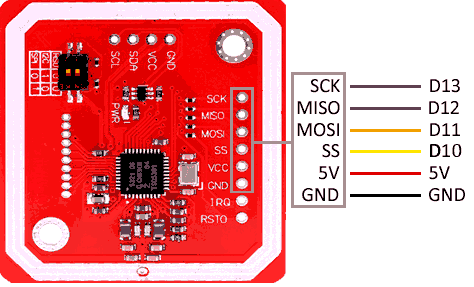 SCL
SDA
VCC
GND
PWR
SCK
MISO
MOSI
SS
VCC
GND
IRQ
RSTO
SCK D13
MISO D12
MOSI D11
SS D10
5V 5V
GND GND